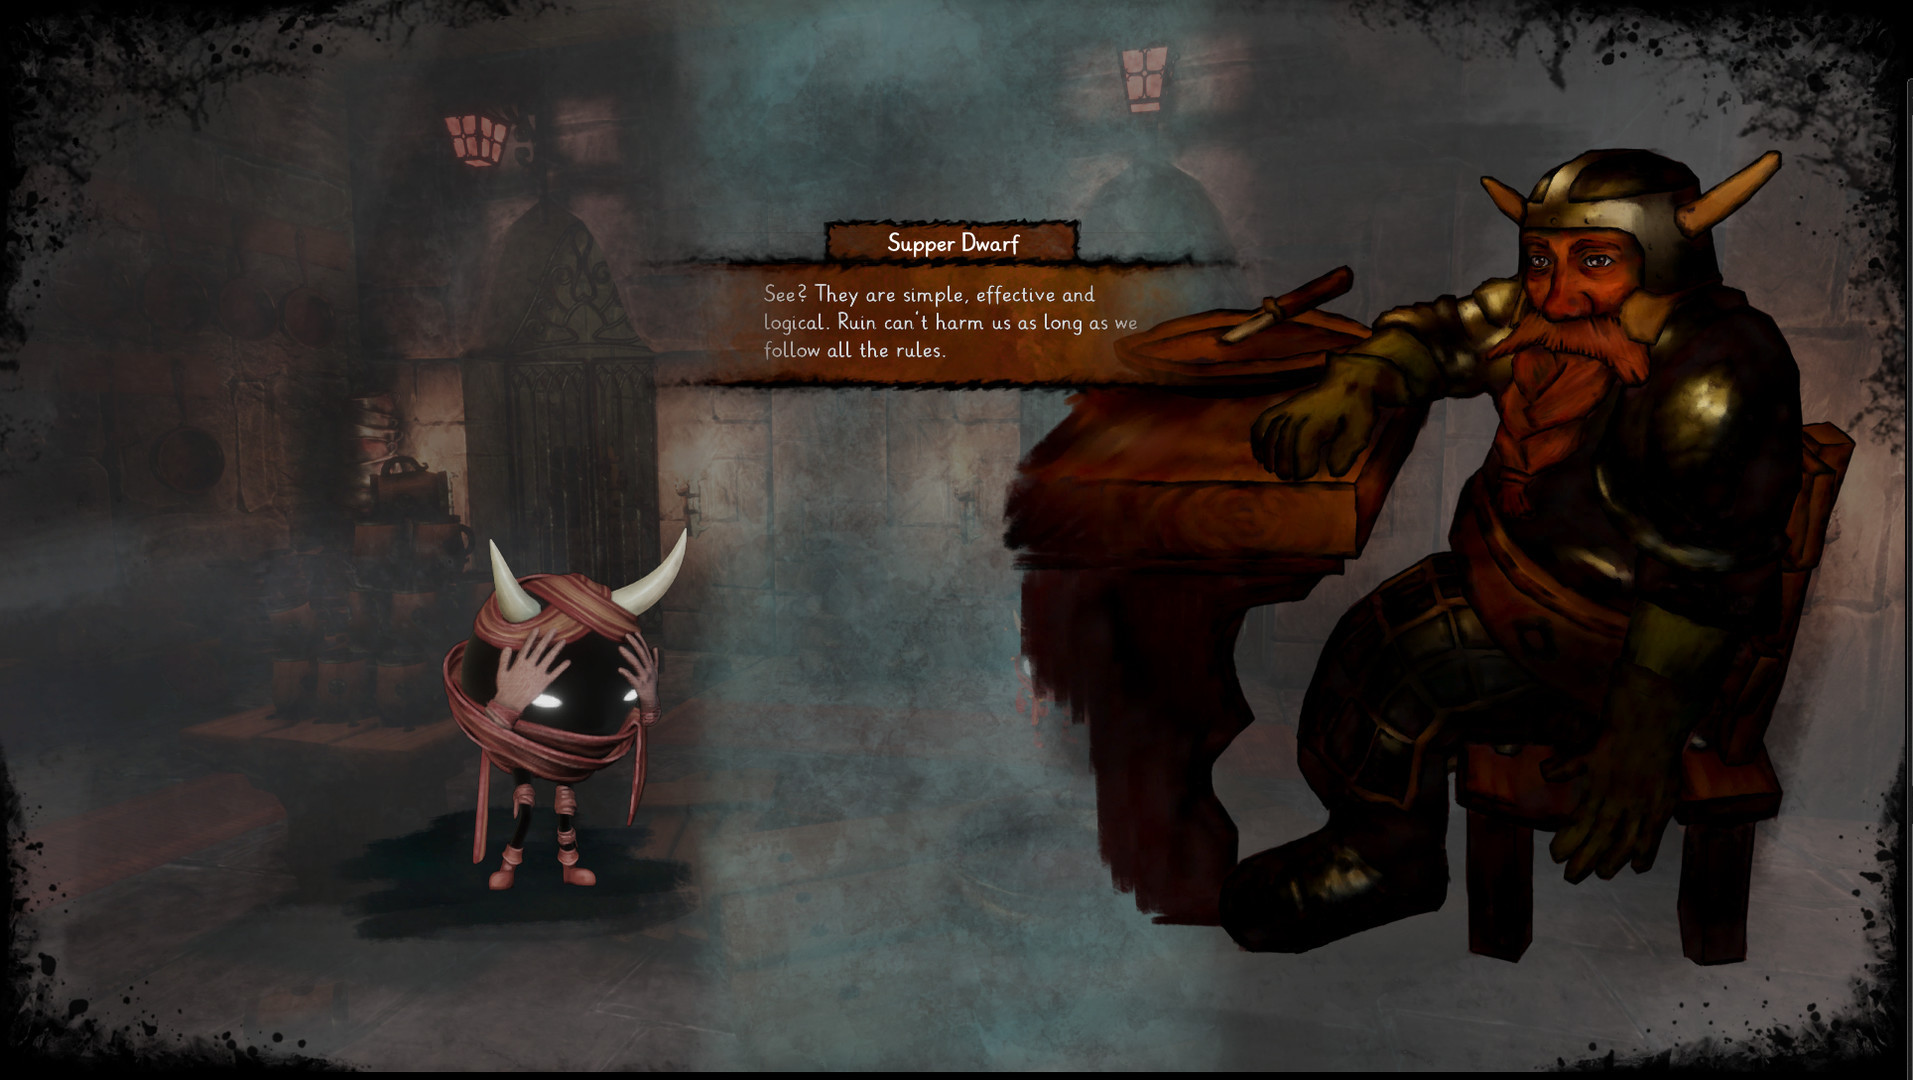 Supper Dwarf
See? They are simple, effective and
logical. Ruin can't harm us as long as we
follow all the rules.